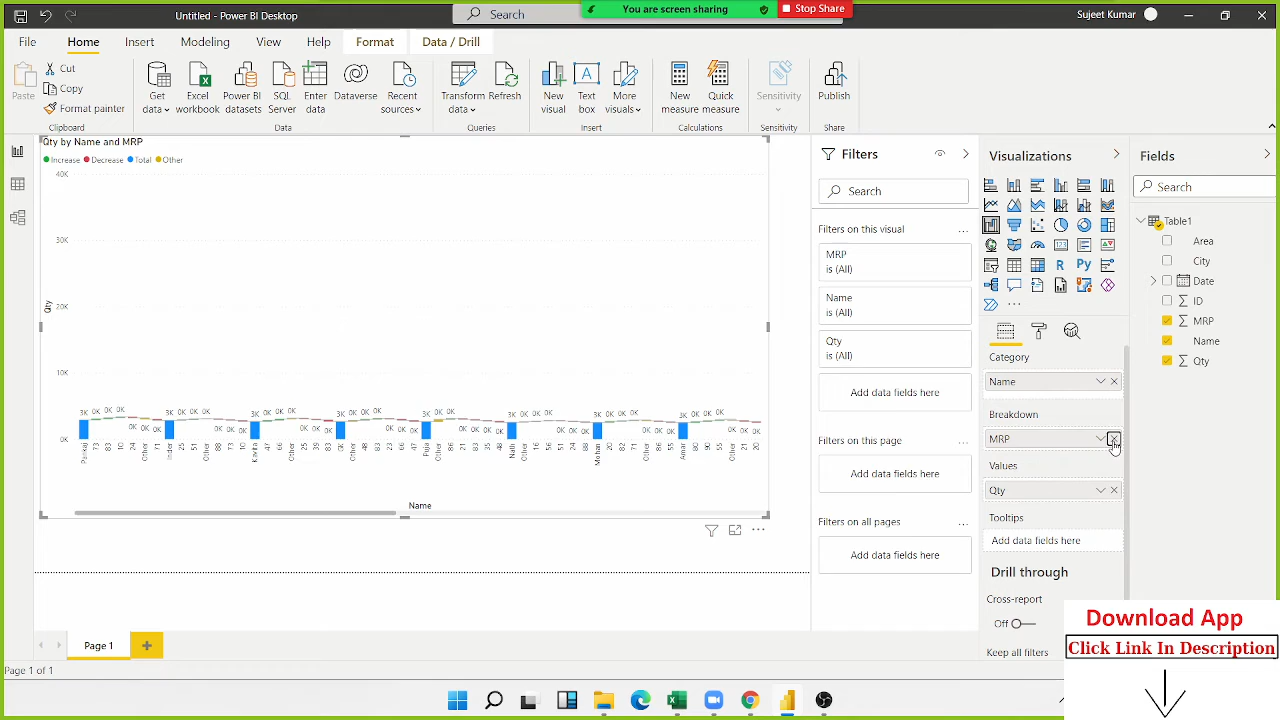 Untitled - Power BI Desktop
Search
You are screen sharing
Stop Share
Sujeet Kumar
File
Home
Insert
Modeling
View
Help
Format
Data / Drill
Paste
Cut
Copy
Format painter
Clipboard
Get data
Excel workbook
Power BI datasets
SQL Server
Enter data
Dataverse
Recent sources
Data
Transform data
Refresh
Queries
New visual
Text box
More visuals
Insert
New measure
Quick measure
Calculations
Sensitivity
Sensitivity
Publish
Share
Qty by Name and MRP
Increase Decrease Total Other
40K
30K
20K
10K
0K
Qty
Name
Filters
Search
Filters on this visual
MRP
is (All)
Name
is (All)
Qty
is (All)
Add data fields here
Filters on this page
Add data fields here
Filters on all pages
Add data fields here
Visualizations
R
Py
123
Category
Name
Breakdown
MRP
Values
Qty
Tooltips
Add data fields here
Drill through
Cross-report
Off
Keep all filters
Fields
Search
Table1
Area
City
Date
ID
MRP
Name
Qty
Page 1
Page 1 of 1
Download App
Click Link In Description